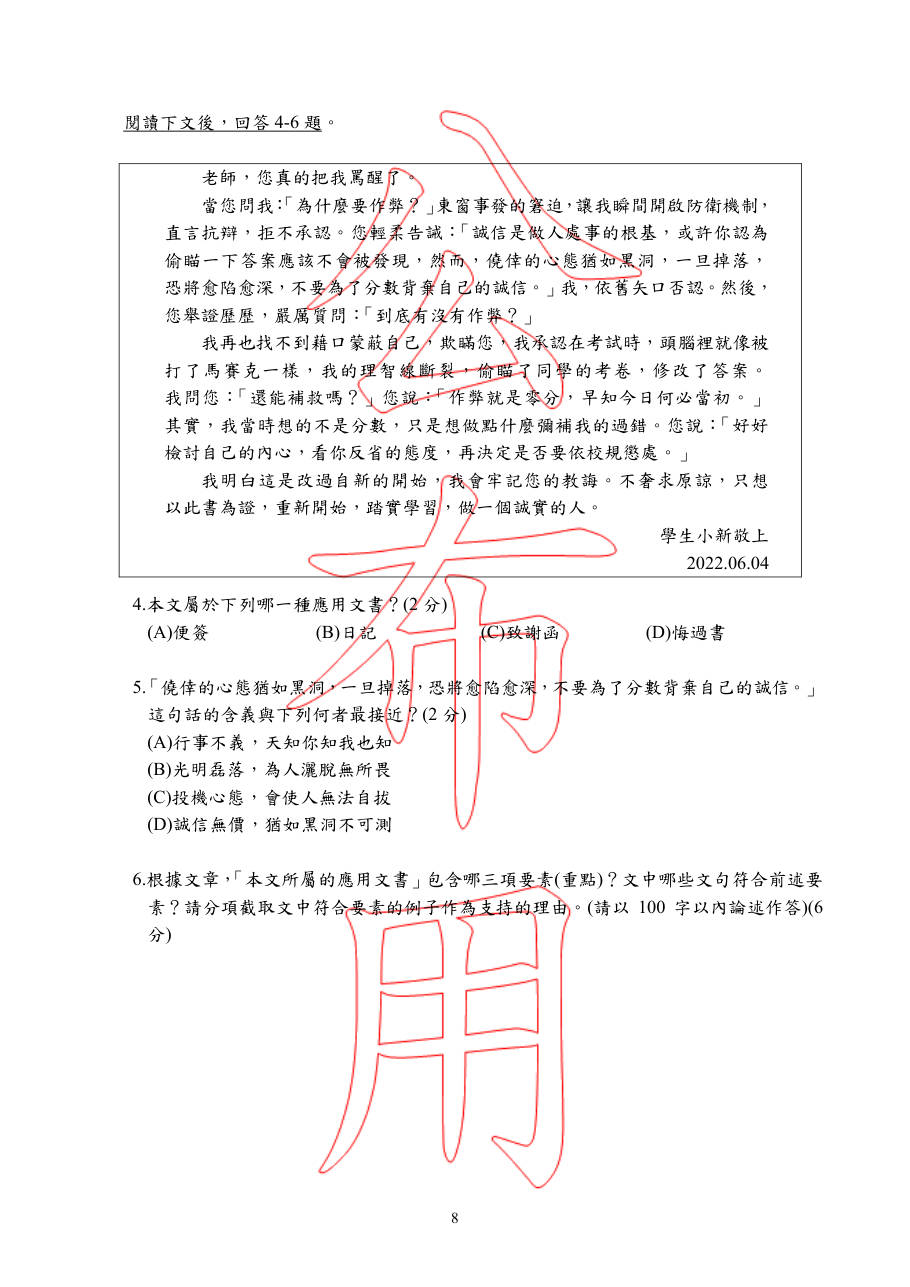 閱讀下文後，回答 4-6 題。
老師，您真的把我罵醒了。
當您問我：「為什麼要作弊？」東窗事發的窘迫，讓我瞬間開啟防衛機制，
直言抗辯，拒不承認。您輕柔告誡：「誠信是做人處事的根基，或許你認為
偷瞄一下答案應該不會被發現，然而，僥倖的心態猶如黑洞，一旦掉落，
恐將愈陷愈深，不要為了分數背棄自己的誠信。」我，依舊矢口否認。然後，
您舉證歷歷，嚴厲質問：「到底有沒有作弊？」
我再也找不到藉口蒙蔽自己，欺瞞您，我承認在考試時，頭腦裡就像被
打了馬賽克一樣，我的理智線斷裂，偷瞄了同學的考卷，修改了答案。
我問您：「還能補救嗎？」您說：「作弊就是零分，早知今日何必當初。」
其實，我當時想的不是分數，只是想做點什麼彌補我的過錯。您說：「好好
檢討自己的內心，看你反省的態度，再決定是否要依校規懲處。」
我明白這是改過自新的開始，我會牢記您的教誨。不奢求原諒，只想
以此書為證，重新開始，踏實學習，做一個誠實的人。
學生小新敬上
2022.06.04
4.本文屬於下列哪一種應用文書？(2 分)
(A)便簽 (B)日記 (C)致謝函 (D)悔過書
5.「僥倖的心態猶如黑洞，一旦掉落，恐將愈陷愈深，不要為了分數背棄自己的誠信。」
這句話的含義與下列何者最接近？(2 分)
(A)行事不義，天知你知我也知
(B)光明磊落，為人灑脫無所畏
(C)投機心態，會使人無法自拔
(D)誠信無價，猶如黑洞不可測
6.根據文章，「本文所屬的應用文書」包含哪三項要素(重點)？文中哪些文句符合前述要
素？請分項截取文中符合要素的例子作為支持的理由。(請以 100 字以內論述作答)(6
分)
公布用
8